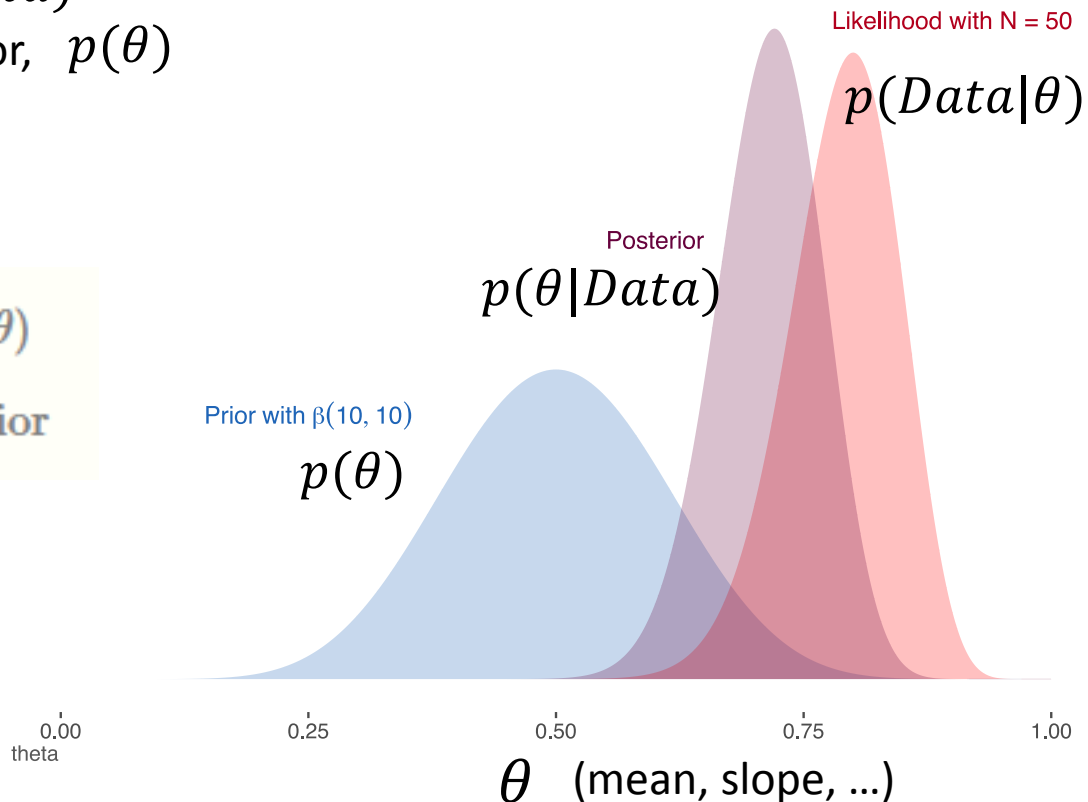 or, p(θ)
Likelihood with N = 50
p(Data|θ)
Posterior
p(θ|Data)
θ)
Prior with β(10, 10)
p(θ)
0.00
0.25
0.50
0.75
1.00
theta
θ (mean, slope, …)